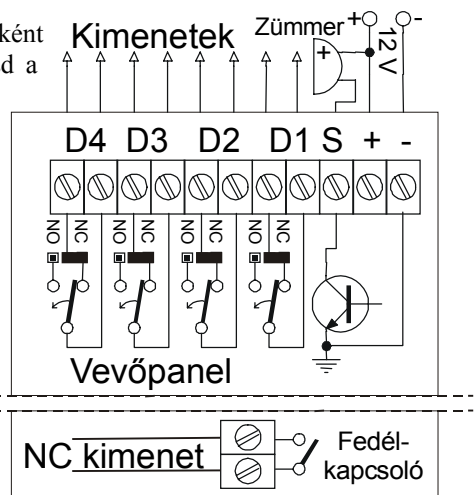 ként
d a
Kimenetek
Zümmer
+ -
+
12 V
D4 D3 D2 D1 S + -
NO NC NO NC NO NC NO NC
Vevőpanel
NC kimenet
Fedél-
kapcsoló